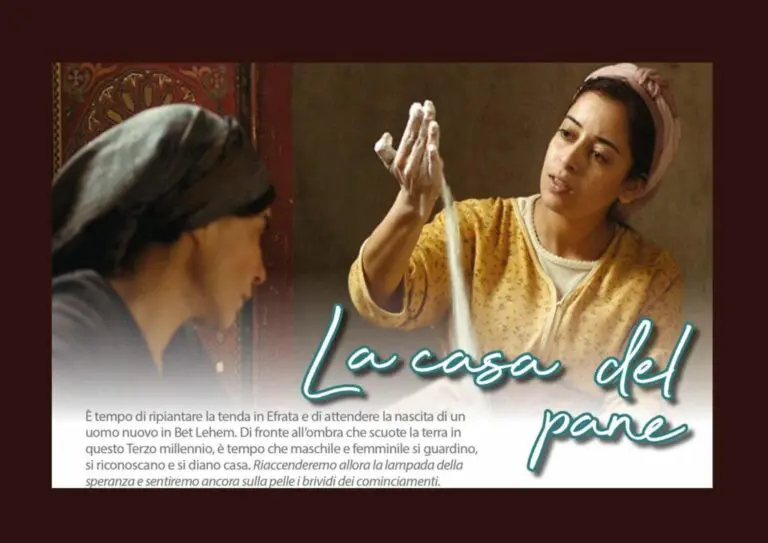 La casa del
pane
È tempo di ripiantare la tenda in Efrata e di attendere la nascita di un
uomo nuovo in Bet Lehem. Di fronte all’ombra che scuote la terra in
questo Terzo millennio, è tempo che maschile e femminile si guardino,
si riconoscano e si diano casa. Riaccenderemo allora la lampada della
speranza e sentiremo ancora sulla pelle i brividi dei cominciamenti.